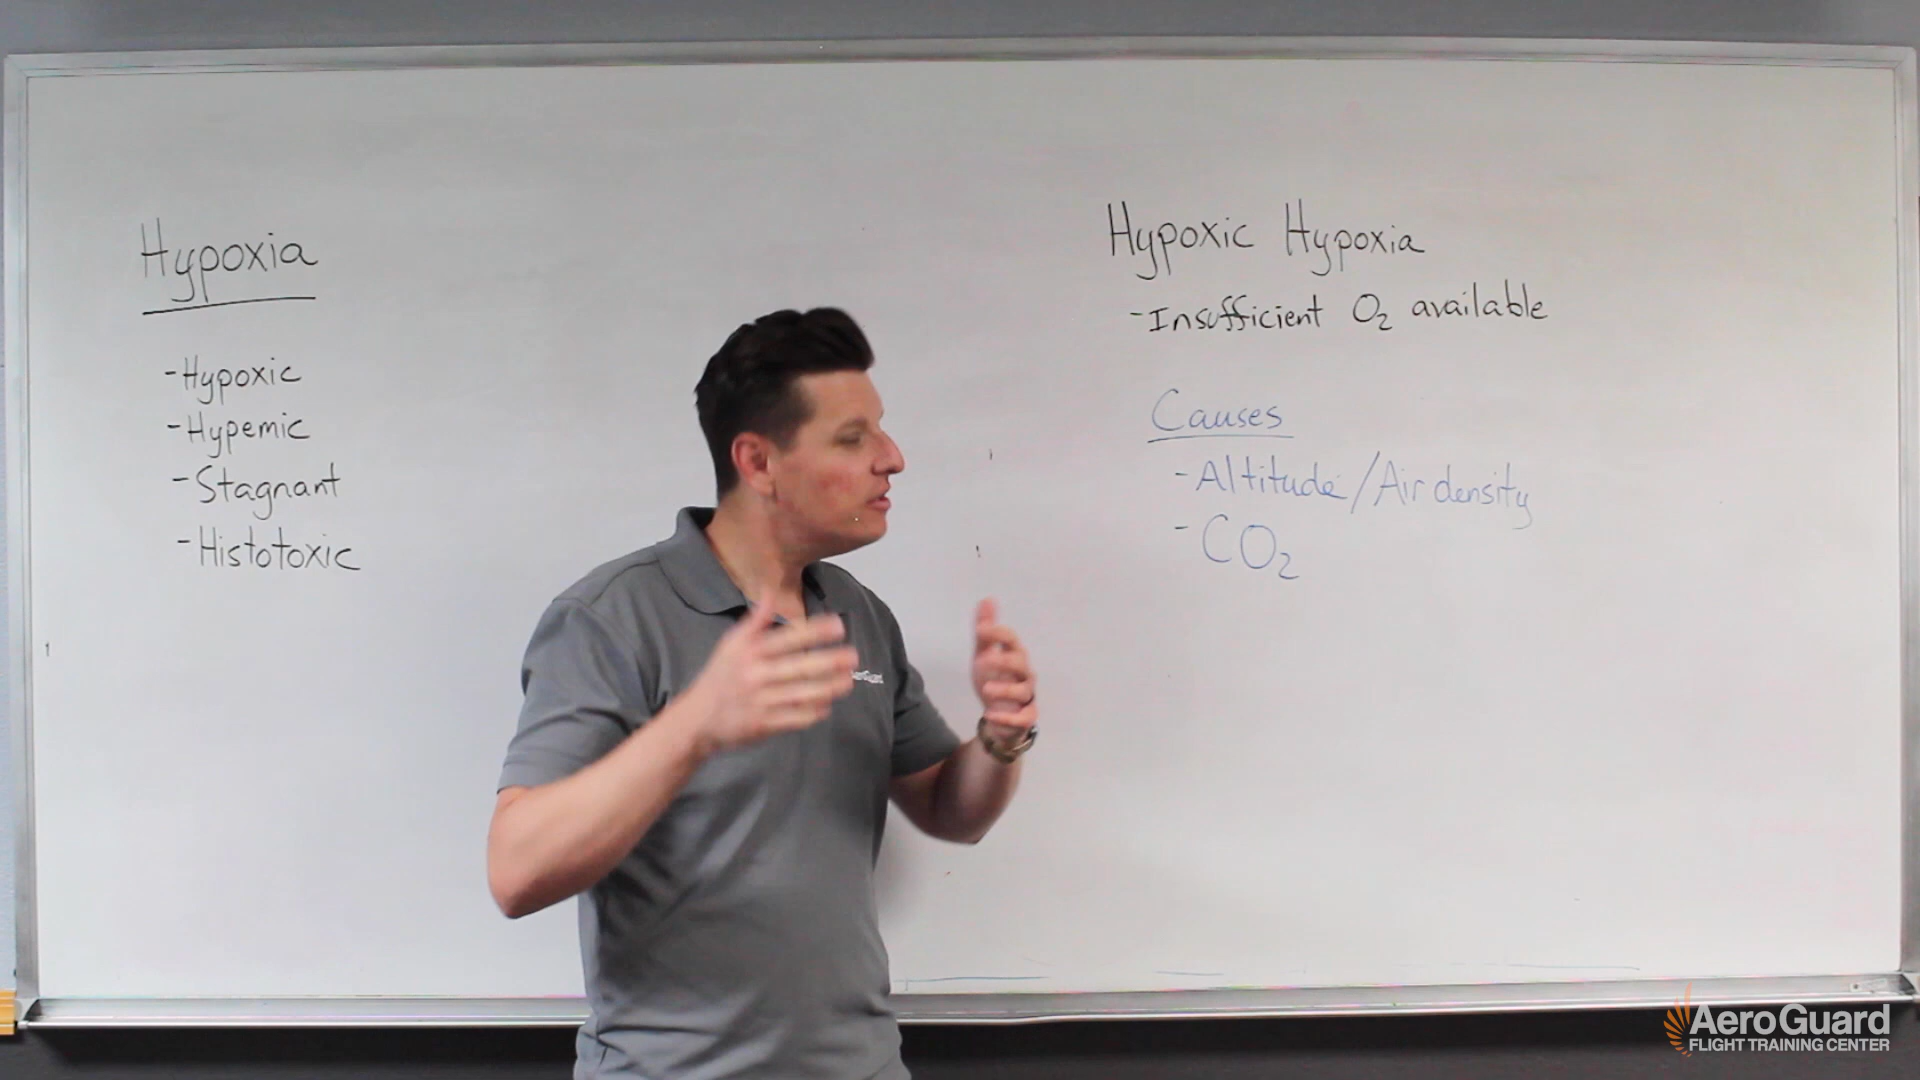 Hypoxia
-Hypoxic
-Hypemic
-Stagnant
-Histotoxic
Hypoxic Hypoxia
-Insufficient O₂ available
Causes
-Altitude/Air density
-CO₂
AeroGuard
FLIGHT TRAINING CENTER